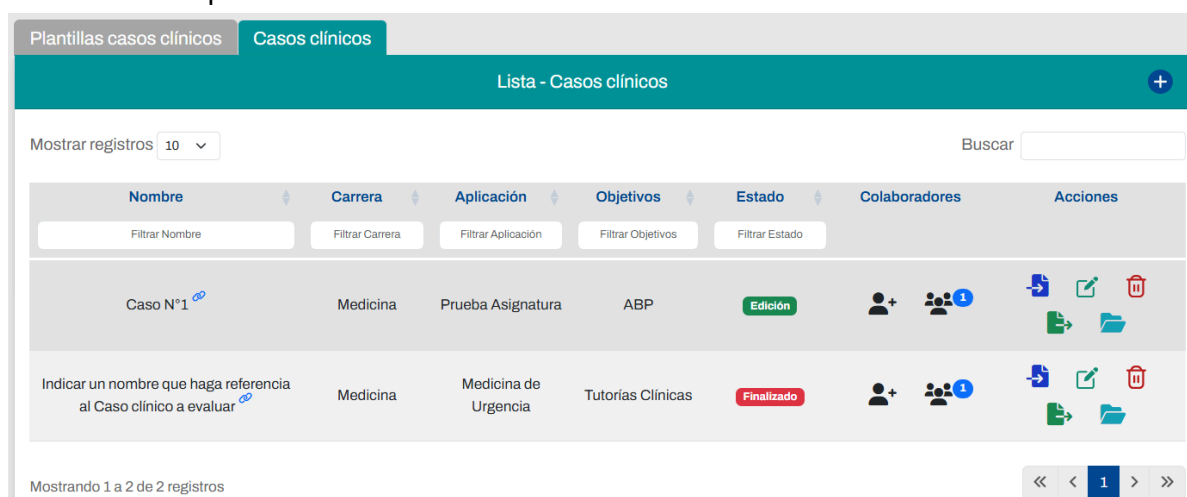 Plantillas casos clínicos Casos clínicos
Lista - Casos clínicos
Mostrar registros 10 Buscar
Nombre Carrera Aplicación Objetivos Estado Colaboradores Acciones
Filtrar Nombre Filtrar Carrera Filtrar Aplicación Filtrar Objetivos Filtrar Estado
Caso N°1 Medicina Prueba Asignatura ABP Edición 1
Indicar un nombre que haga referencia al Caso clínico a evaluar Medicina Medicina de Urgencia Tutorías Clínicas Finalizado 1
Mostrando 1 a 2 de 2 registros « < 1 > »